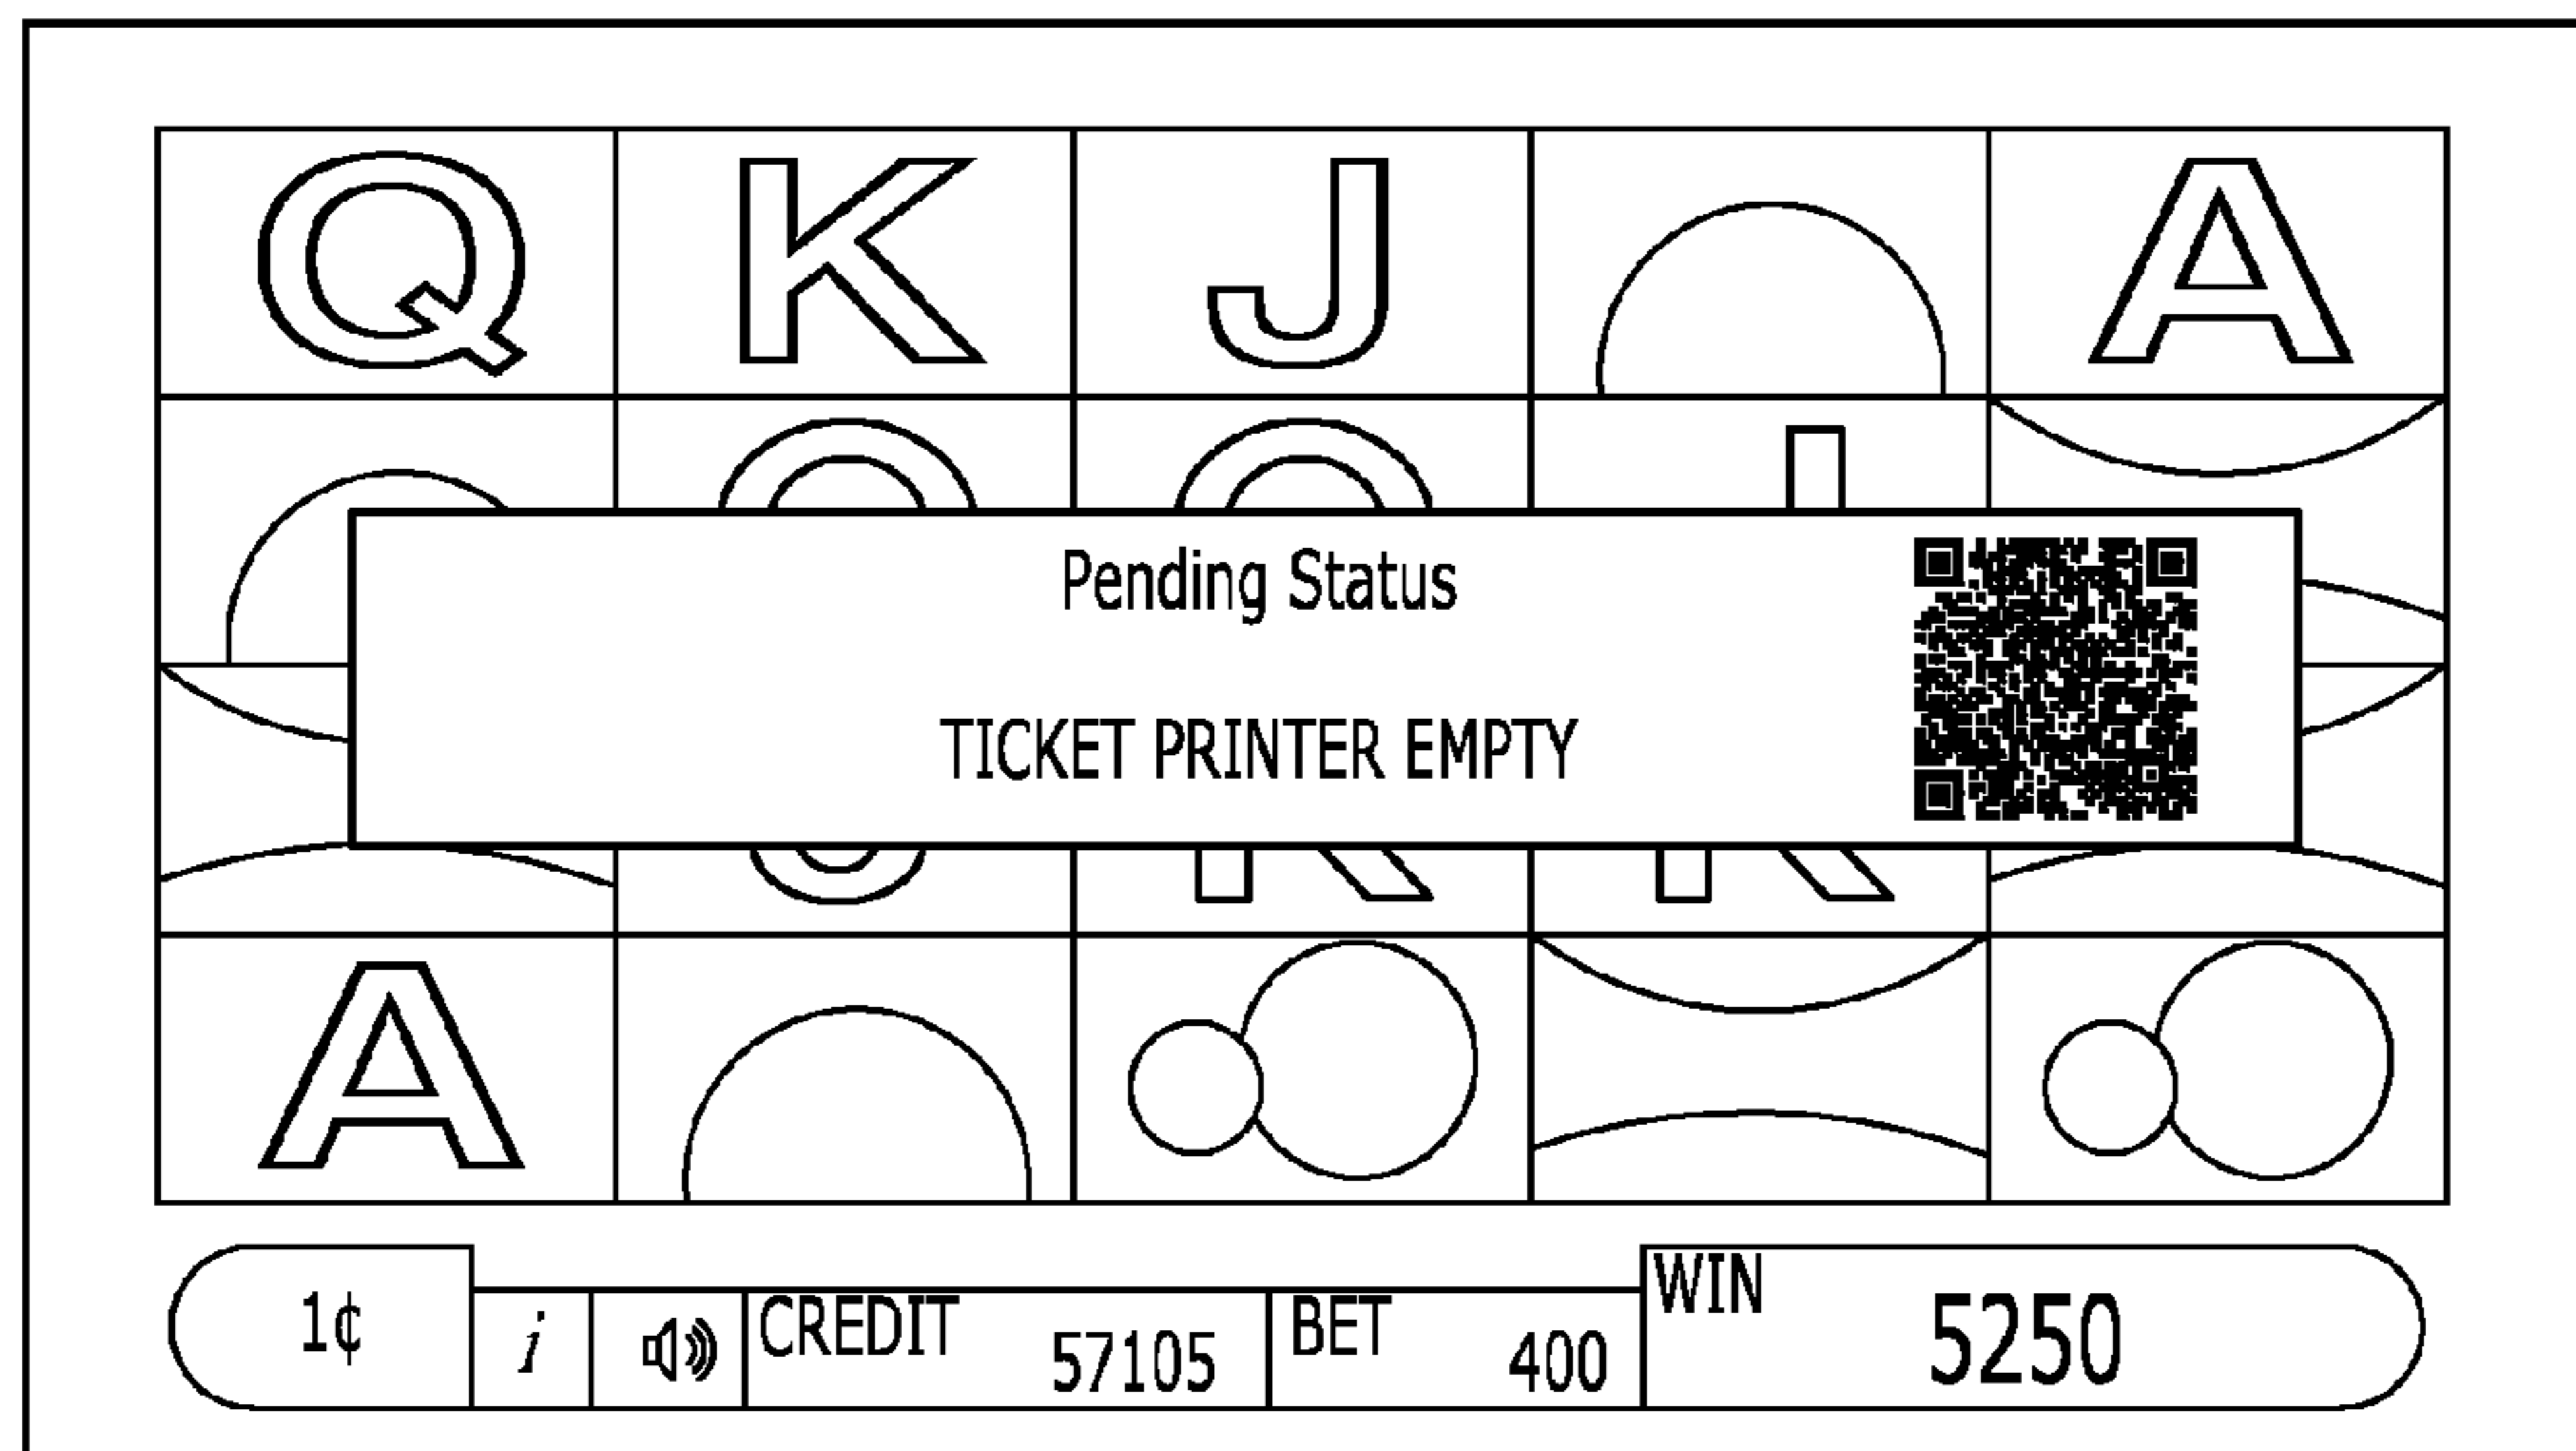 Q K J A
Pending Status
TICKET PRINTER EMPTY
A
1¢ i CREDIT 57105 BET 400 WIN 5250